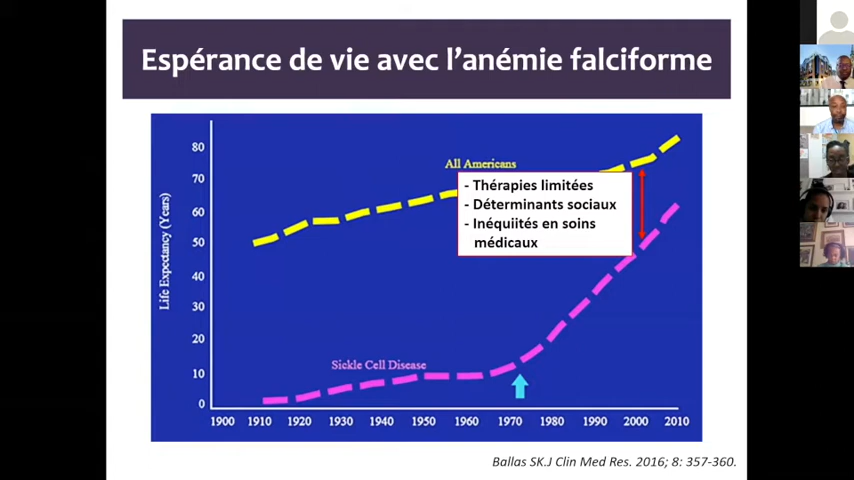 Espérance de vie avec l'anémie falciforme
All Americans
- Thérapies limitées
- Déterminants sociaux
- Inéquiités en soins
médicaux
Life Expectancy (Years)
80
70
60
50
40
30
20
10
0
Sickle Cell Disease
1900 1910 1920 1930 1940 1950 1960 1970 1980 1990 2000 2010
Ballas SK.J Clin Med Res. 2016; 8: 357-360.